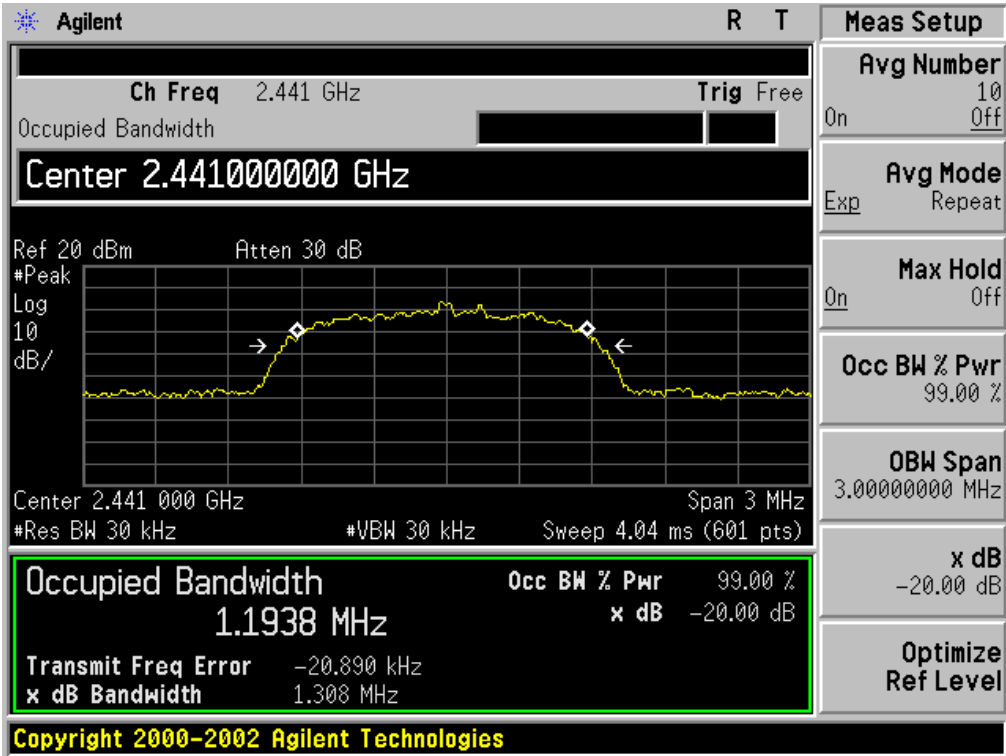 Agilent R T
Ch Freq 2.441 GHz Trig Free
Occupied Bandwidth
Center 2.441000000 GHz
Ref 20 dBm Atten 30 dB
#Peak
Log
10
dB/
Center 2.441 000 GHz Span 3 MHz
#Res BW 30 kHz #VBW 30 kHz Sweep 4.04 ms (601 pts)
Occupied Bandwidth Occ BW % Pwr 99.00 %
1.1938 MHz x dB -20.00 dB
Transmit Freq Error -20.890 kHz
x dB Bandwidth 1.308 MHz
Copyright 2000-2002 Agilent Technologies
Meas Setup
Avg Number
10
On Off
Avg Mode
Exp Repeat
Max Hold
On Off
Occ BW % Pwr
99.00 %
OBW Span
3.00000000 MHz
x dB
-20.00 dB
Optimize
Ref Level